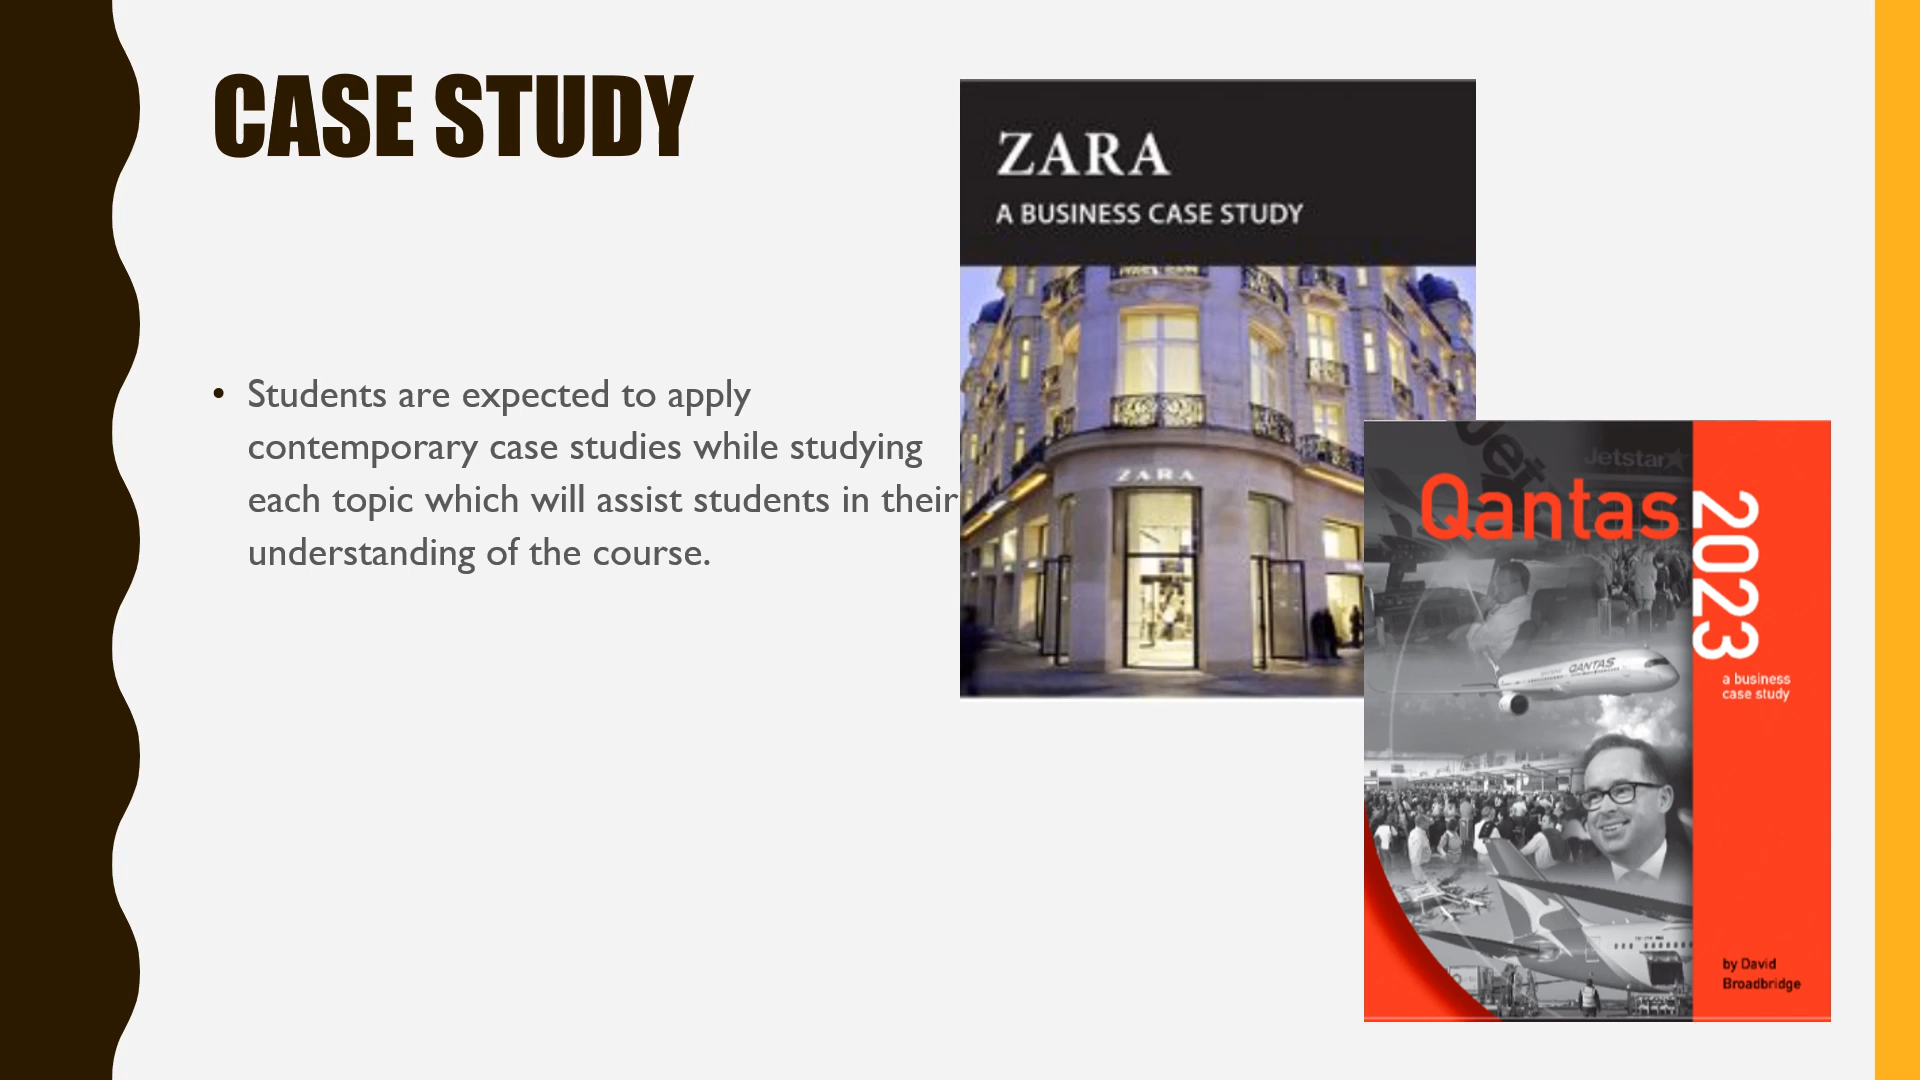 CASE STUDY
• Students are expected to apply
contemporary case studies while studying
each topic which will assist students in their
understanding of the course.
ZARA
A BUSINESS CASE STUDY
ZARA
Jet
Jetstar
Qantas
2023
a business
case study
QANTAS
by David
Broadbridge